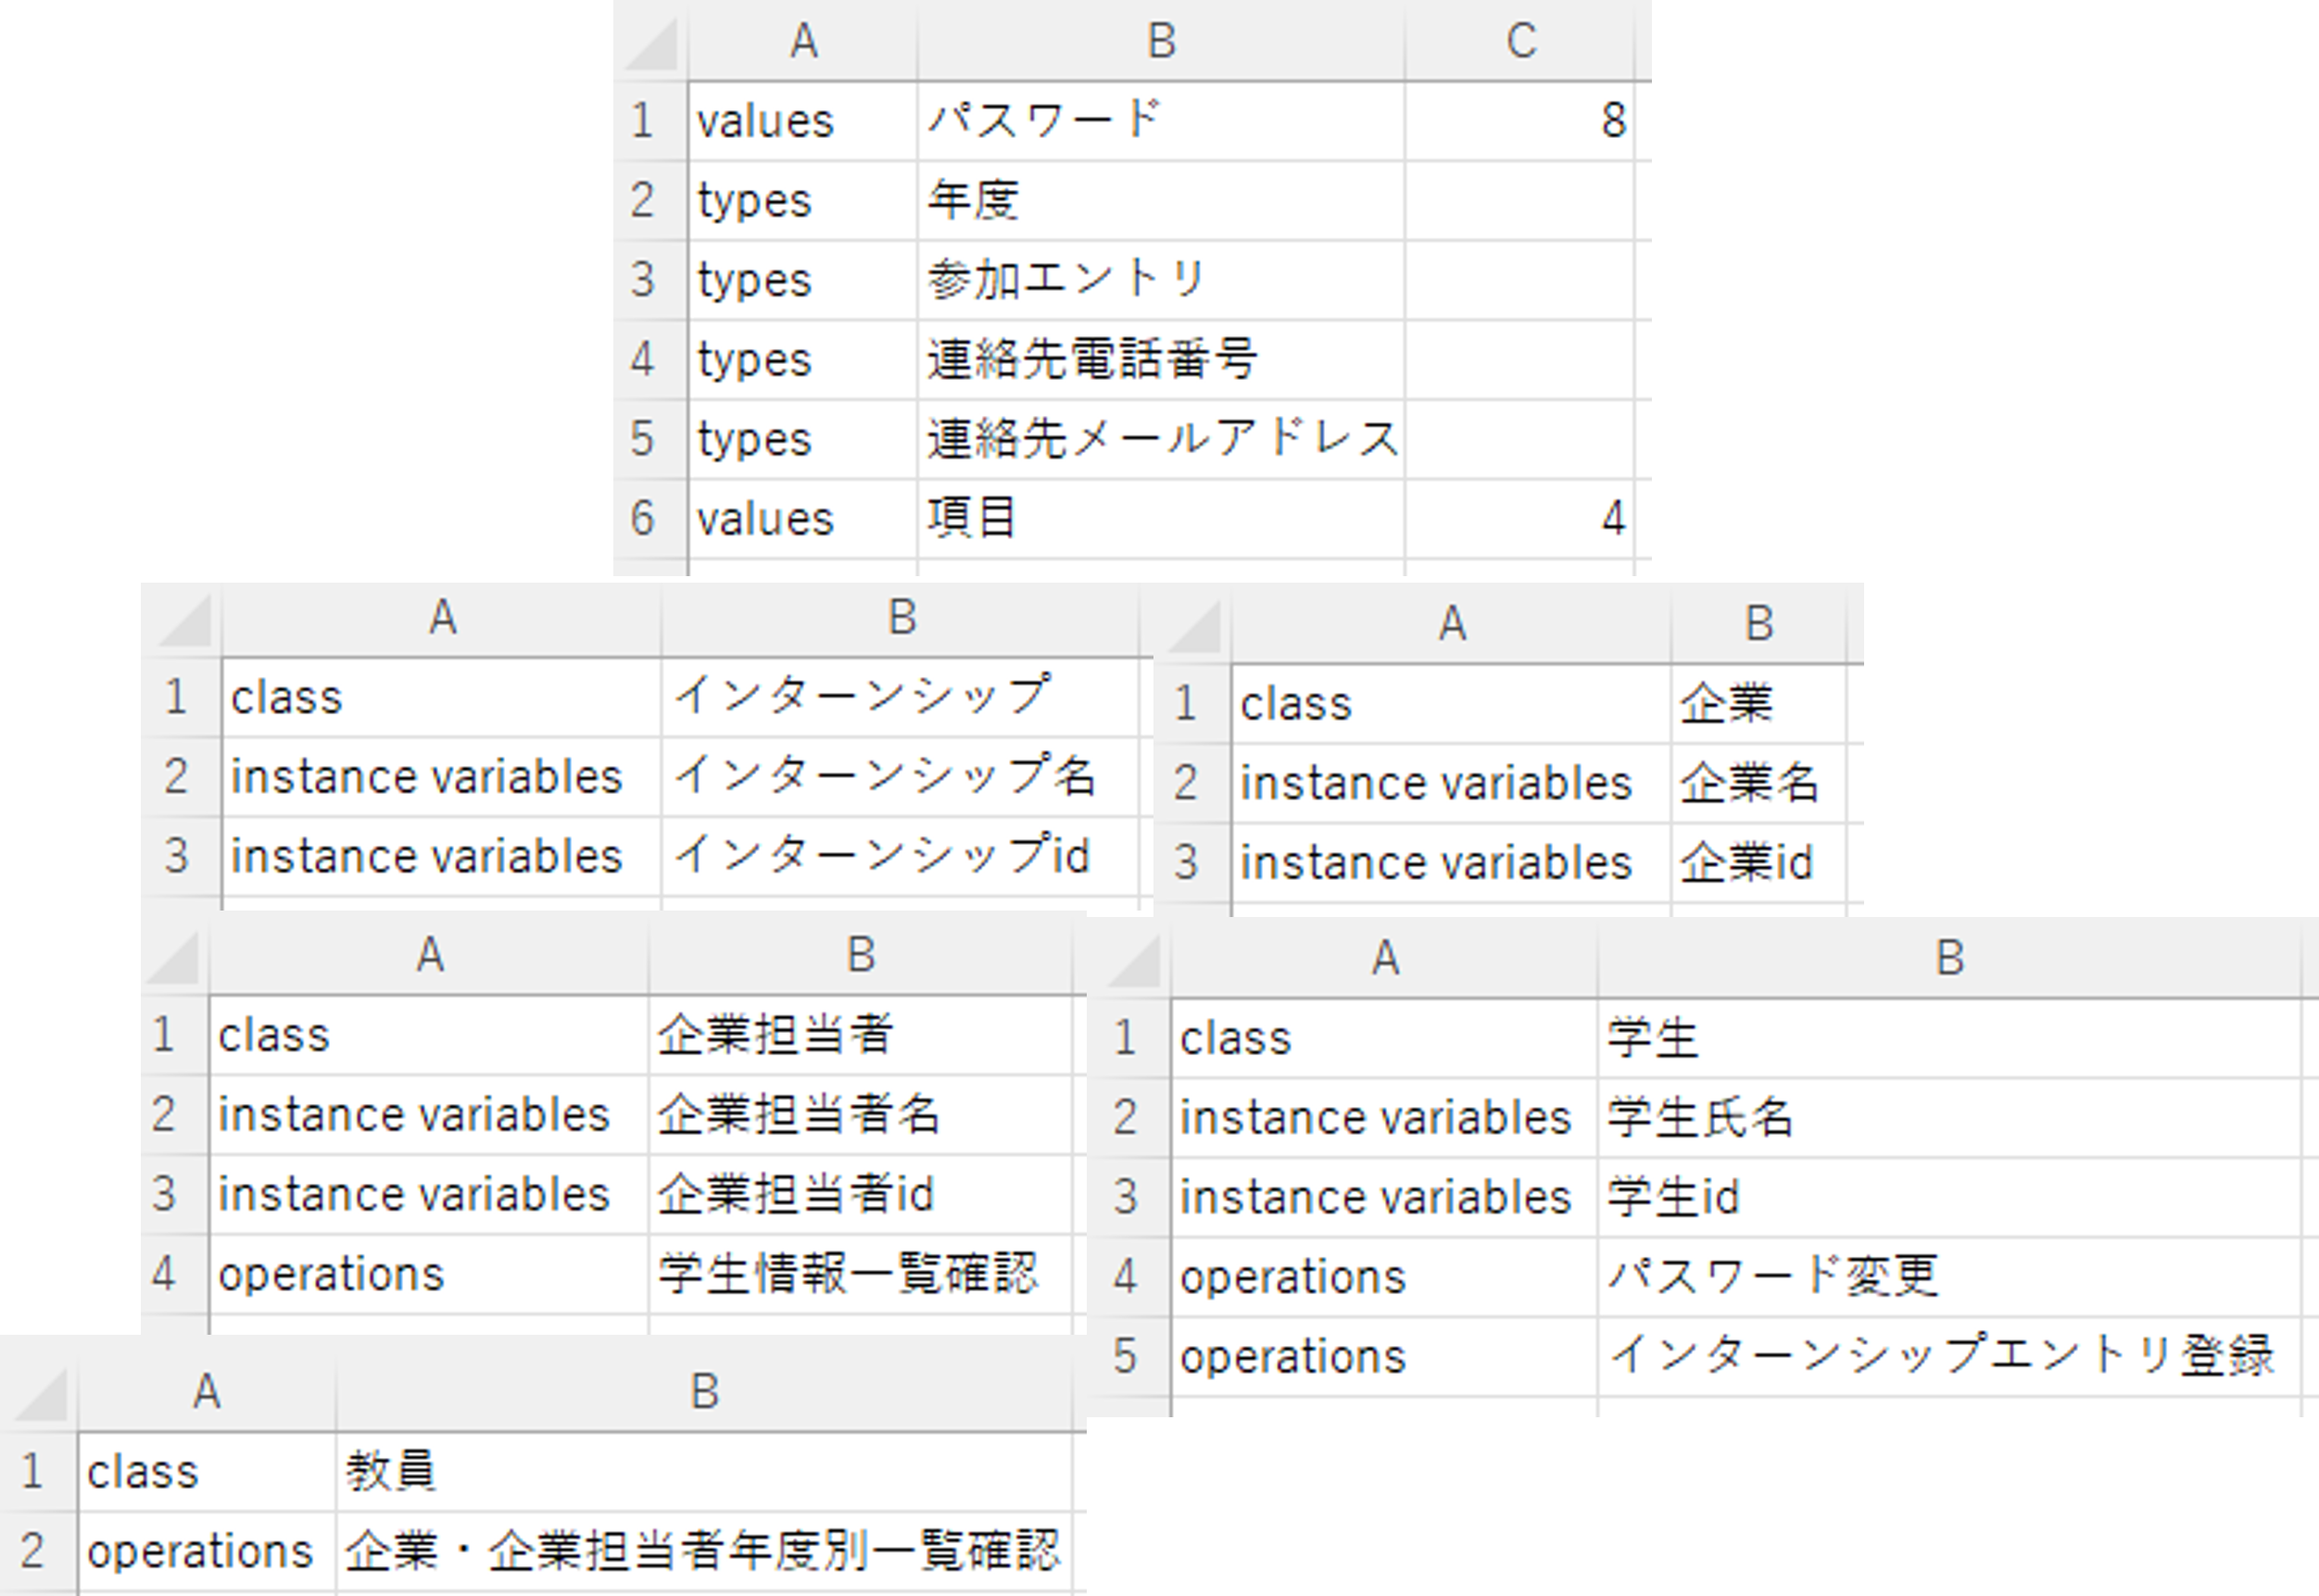 A B C
1 values パスワード 8
2 types 年度
3 types 参加エントリ
4 types 連絡先電話番号
5 types 連絡先メールアドレス
6 values 項目 4
A B
1 class インターンシップ
2 instance variables インターンシップ名
3 instance variables インターンシップid
A B
1 class 企業
2 instance variables 企業名
3 instance variables 企業id
A B
1 class 企業担当者
2 instance variables 企業担当者名
3 instance variables 企業担当者id
4 operations 学生情報一覧確認
A B
1 class 学生
2 instance variables 学生氏名
3 instance variables 学生id
4 operations パスワード変更
5 operations インターンシップエントリ登録
A B
1 class 教員
2 operations 企業・企業担当者年度別一覧確認